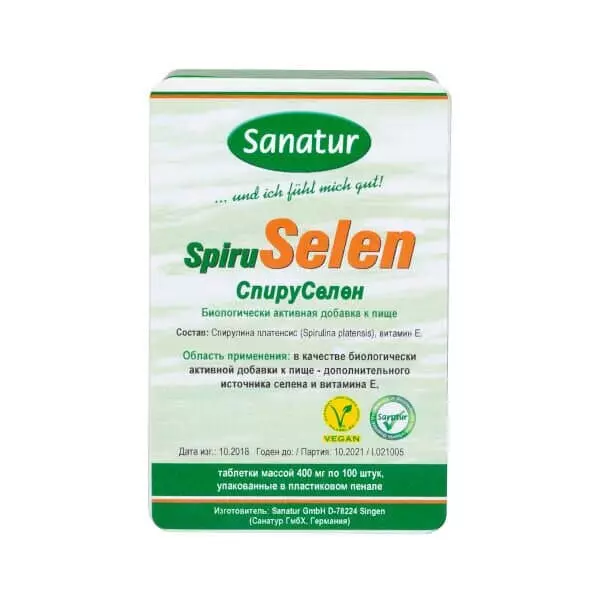 Sanatur
... und ich fühl mich gut!
SpiruSelen
СпируСөлөн
Биологически активная добавка к пище
Состав: Спирулина платенсис (Spirulina platensis), витамин Е.
Область применения: в качестве биологически
активной добавки к пище - дополнительного
источника селена и витамина Е.
VEGAN
Sanatur
Дата изг.: 10.2018 Годен до: / Партия: 10.2021 / L021005
таблетки массой 400 мг по 100 штук,
упакованные в пластиковом пенале
Изготовитель: Sanatur GmbH D-78224 Singen
(Санатур ГмбХ, Германия)